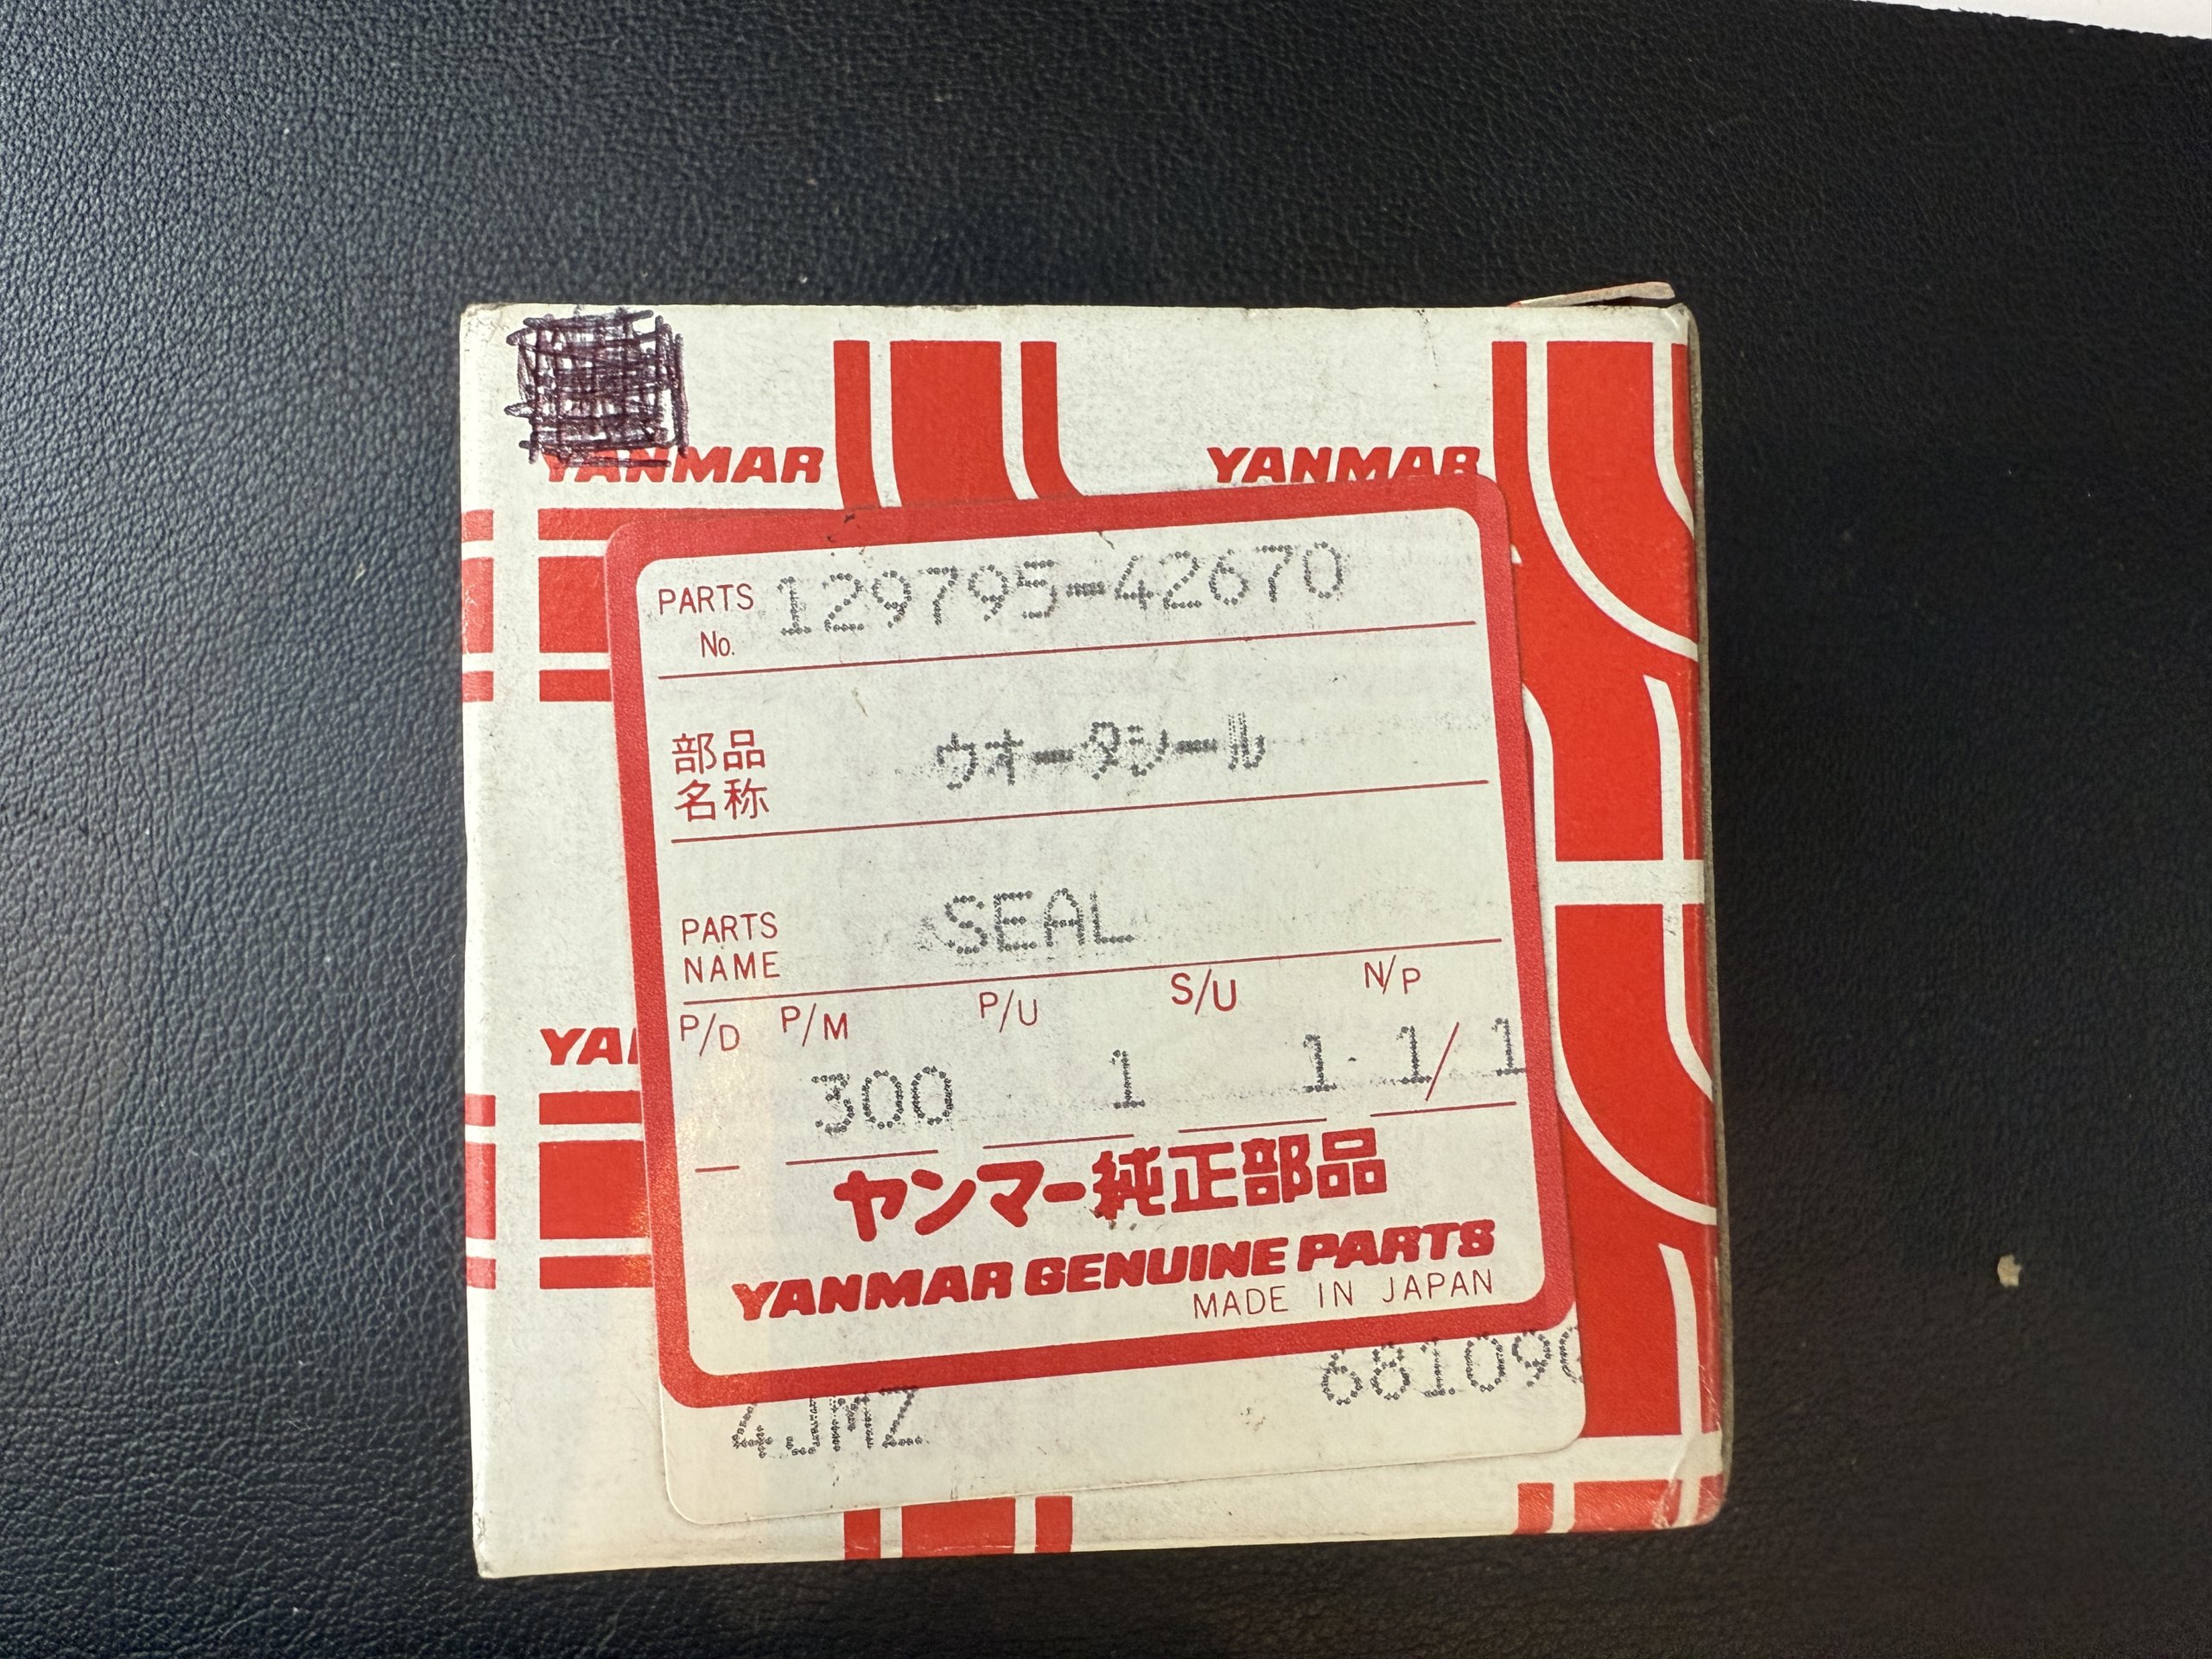 YANMAR YANMAR
PARTS No. 129795-42670
部品名称 ウオータシール
PARTS NAME SEAL
P/D P/M P/U S/U N/P
300 1 1 1/ 1
YA
ヤンマー純正部品
YANMAR GENUINE PARTS
MADE IN JAPAN